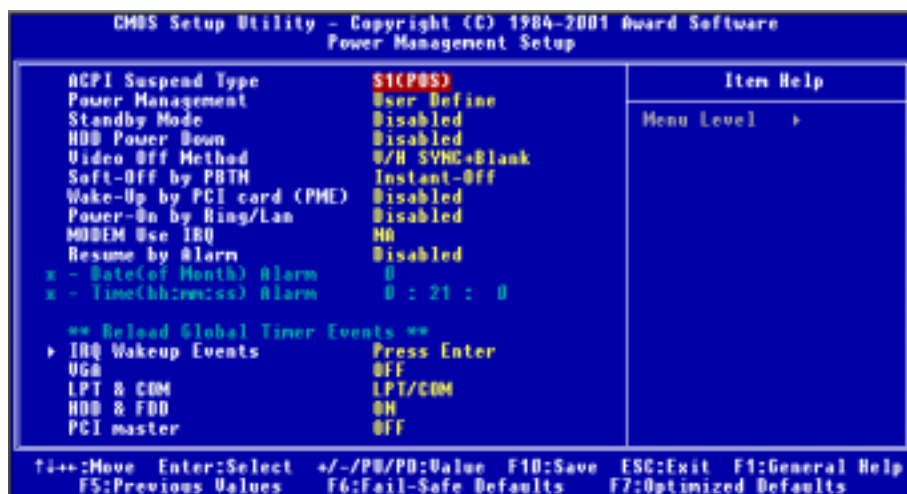 CMOS Setup Utility - Copyright (C) 1984-2001 Award Software
Power Management Setup
ACPI Suspend Type S1(POS)
Power Management User Define
Standby Mode Disabled
HDD Power Down Disabled
Video Off Method V/H SYNC+Blank
Soft-Off by PBTN Instant-Off
Wake-Up by PCI card (PME) Disabled
Power-On by Ring/Lan Disabled
MODEM Use IRQ NA
Resume by Alarm Disabled
x - Date(of Month) Alarm 0
x - Time(hh:mm:ss) Alarm 0 : 21 : 0
** Reload Global Timer Events **
▸ IRQ Wakeup Events Press Enter
VGA OFF
LPT & COM LPT/COM
HDD & FDD ON
PCI master OFF
Item Help
Menu Level ▸
↑↓→←:Move Enter:Select +/-/PU/PD:Value F10:Save ESC:Exit F1:General Help
F5:Previous Values F6:Fail-Safe Defaults F7:Optimized Defaults